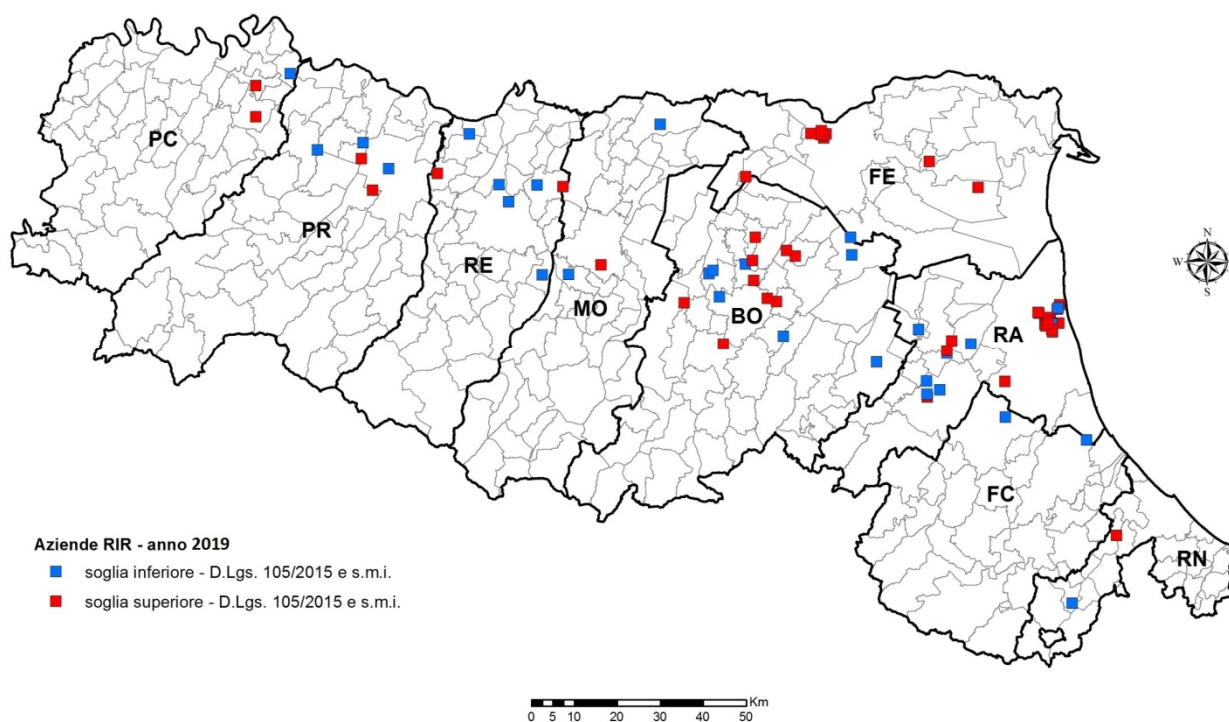 PC
PR
RE
MO
BO
FE
RA
FC
RN
N
W
S
Aziende RIR - anno 2019
soglia inferiore - D.Lgs. 105/2015 e s.m.i.
soglia superiore - D.Lgs. 105/2015 e s.m.i.
Km
0 5 10 20 30 40 50